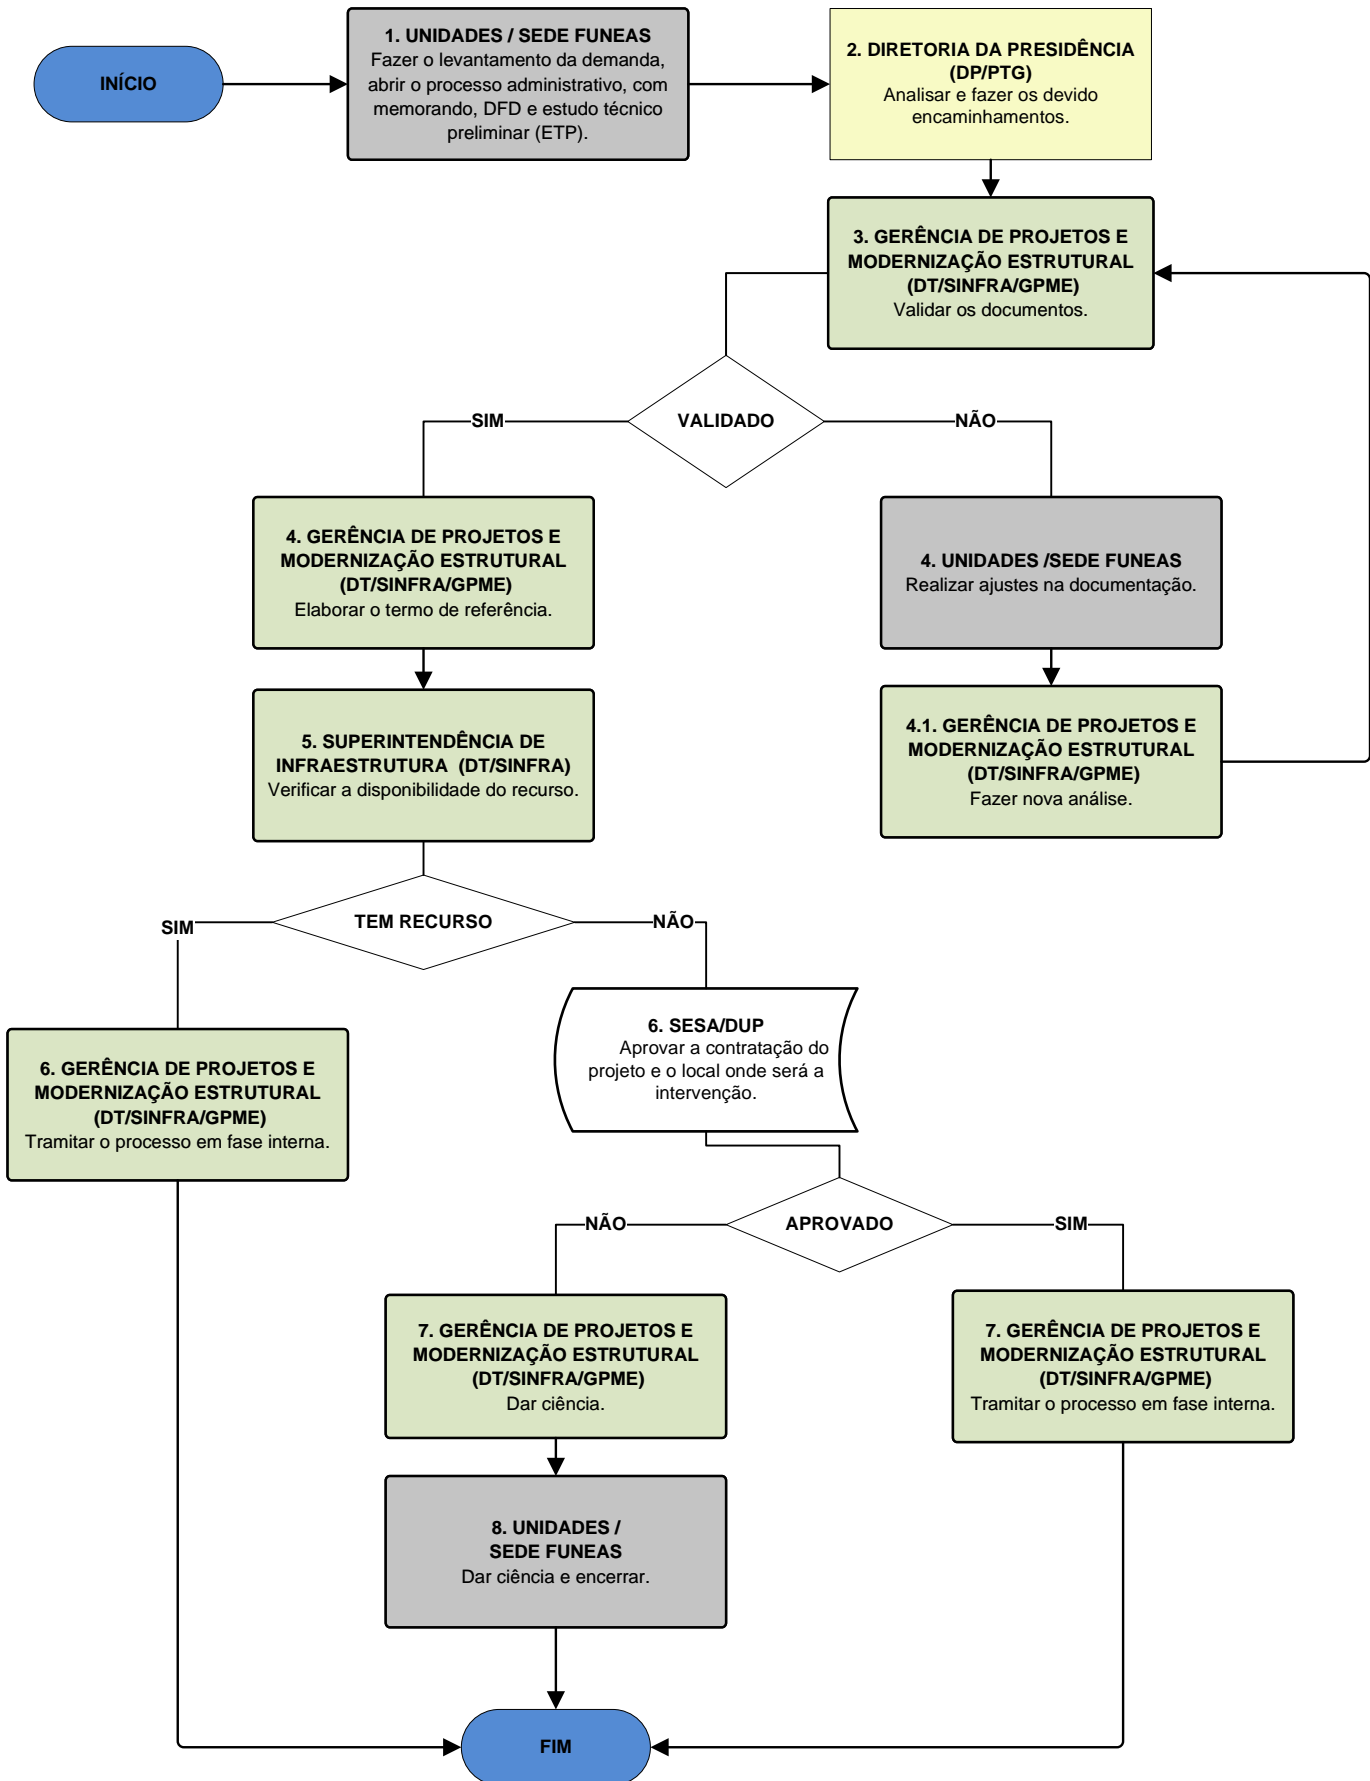 INÍCIO
1. UNIDADES / SEDE FUNEAS
Fazer o levantamento da demanda,
abrir o processo administrativo, com
memorando, DFD e estudo técnico
preliminar (ETP).
2. DIRETORIA DA PRESIDÊNCIA
(DP/PTG)
Analisar e fazer os devido
encaminhamentos.
3. GERÊNCIA DE PROJETOS E
MODERNIZAÇÃO ESTRUTURAL
(DT/SINFRA/GPME)
Validar os documentos.
SIM
VALIDADO
NÃO
4. GERÊNCIA DE PROJETOS E
MODERNIZAÇÃO ESTRUTURAL
(DT/SINFRA/GPME)
Elaborar o termo de referência.
4. UNIDADES /SEDE FUNEAS
Realizar ajustes na documentação.
5. SUPERINTENDÊNCIA DE
INFRAESTRUTURA (DT/SINFRA)
Verificar a disponibilidade do recurso.
4.1. GERÊNCIA DE PROJETOS E
MODERNIZAÇÃO ESTRUTURAL
(DT/SINFRA/GPME)
Fazer nova análise.
SIM
TEM RECURSO
NÃO
6. GERÊNCIA DE PROJETOS E
MODERNIZAÇÃO ESTRUTURAL
(DT/SINFRA/GPME)
Tramitar o processo em fase interna.
6. SESA/DUP
Aprovar a contratação do
projeto e o local onde será a
intervenção.
NÃO
APROVADO
SIM
7. GERÊNCIA DE PROJETOS E
MODERNIZAÇÃO ESTRUTURAL
(DT/SINFRA/GPME)
Dar ciência.
7. GERÊNCIA DE PROJETOS E
MODERNIZAÇÃO ESTRUTURAL
(DT/SINFRA/GPME)
Tramitar o processo em fase interna.
8. UNIDADES /
SEDE FUNEAS
Dar ciência e encerrar.
FIM